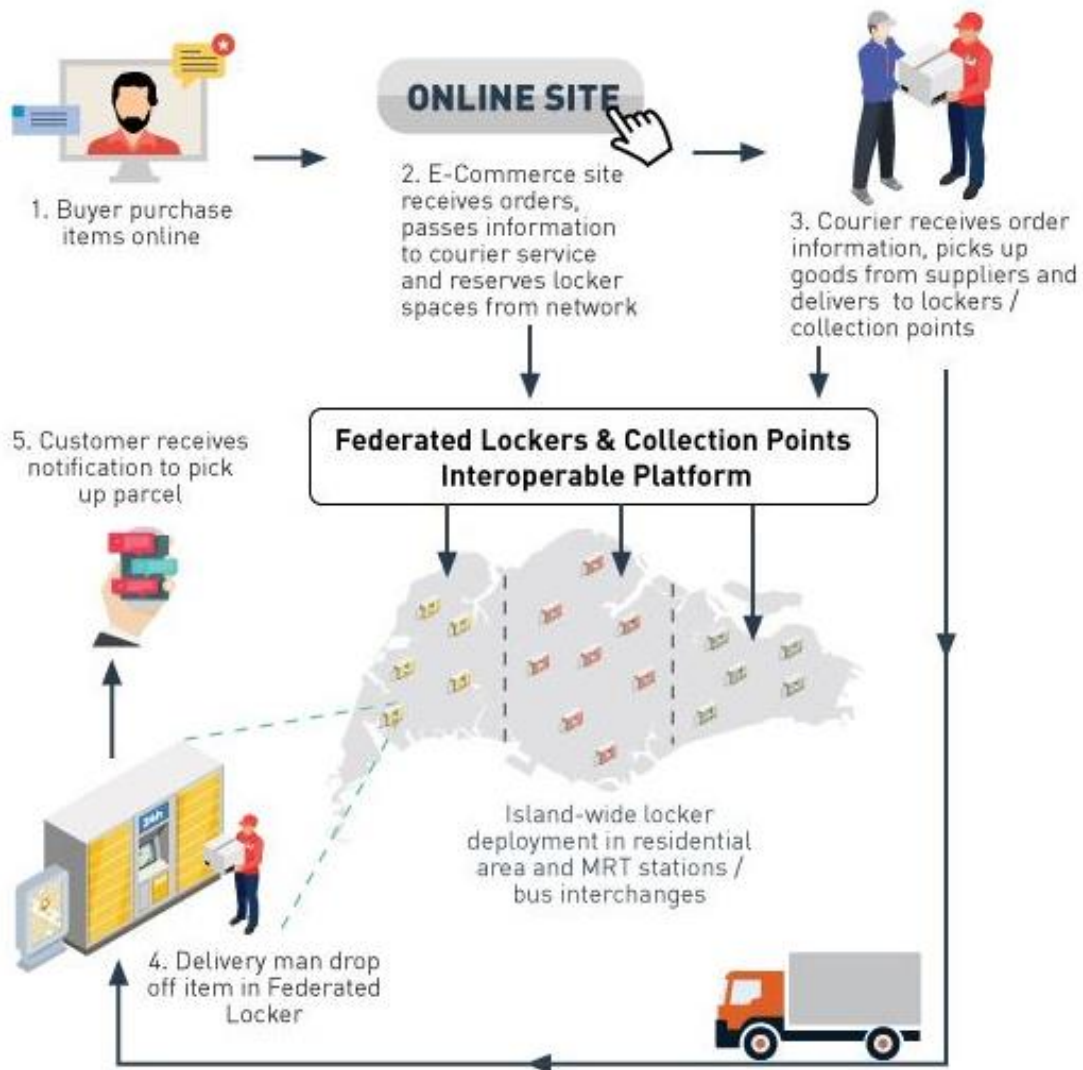 ONLINE SITE
1. Buyer purchase
items online
2. E-Commerce site
receives orders,
passes information
to courier service
and reserves locker
spaces from network
3. Courier receives order
information, picks up
goods from suppliers and
delivers to lockers /
collection points
Federated Lockers & Collection Points
Interoperable Platform
5. Customer receives
notification to pick
up parcel
Island-wide locker
deployment in residential
area and MRT stations /
bus interchanges
24h
4. Delivery man drop
off item in Federated
Locker